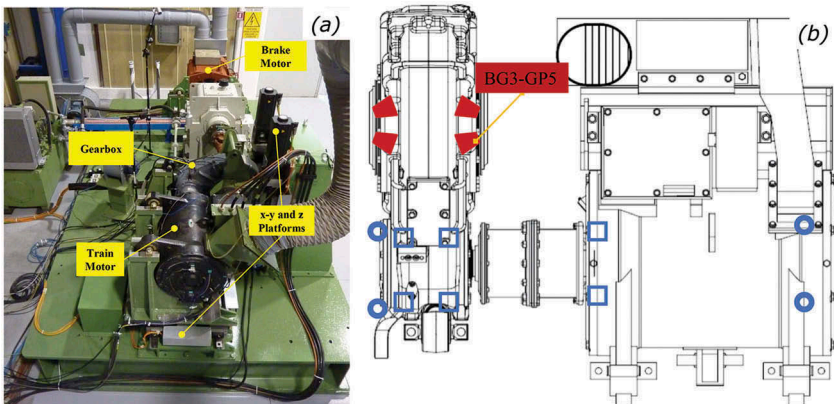 (a)
Brake
Motor
Gearbox
x-y and z
Platforms
Train
Motor
(b)
BG3-GP5